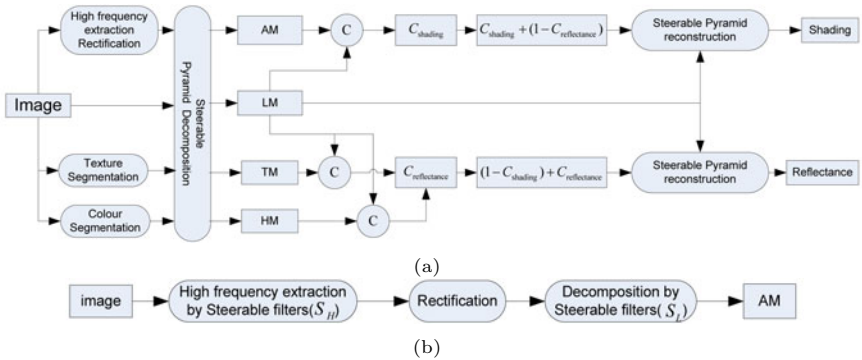 High frequency
extraction
Rectification
AM
C
C_shading
C_shading + (1−C_reflectance)
Steerable Pyramid
reconstruction
Shading
Image
Steerable
Pyramid Decomposition
LM
Texture
Segmentation
TM
C
C_reflectance
(1−C_shading) + C_reflectance
Steerable Pyramid
reconstruction
Reflectance
Colour
Segmentation
HM
C
(a)
image
High frequency extraction
by Steerable filters(S_H)
Rectification
Decomposition by
Steerable filters(S_L)
AM
(b)